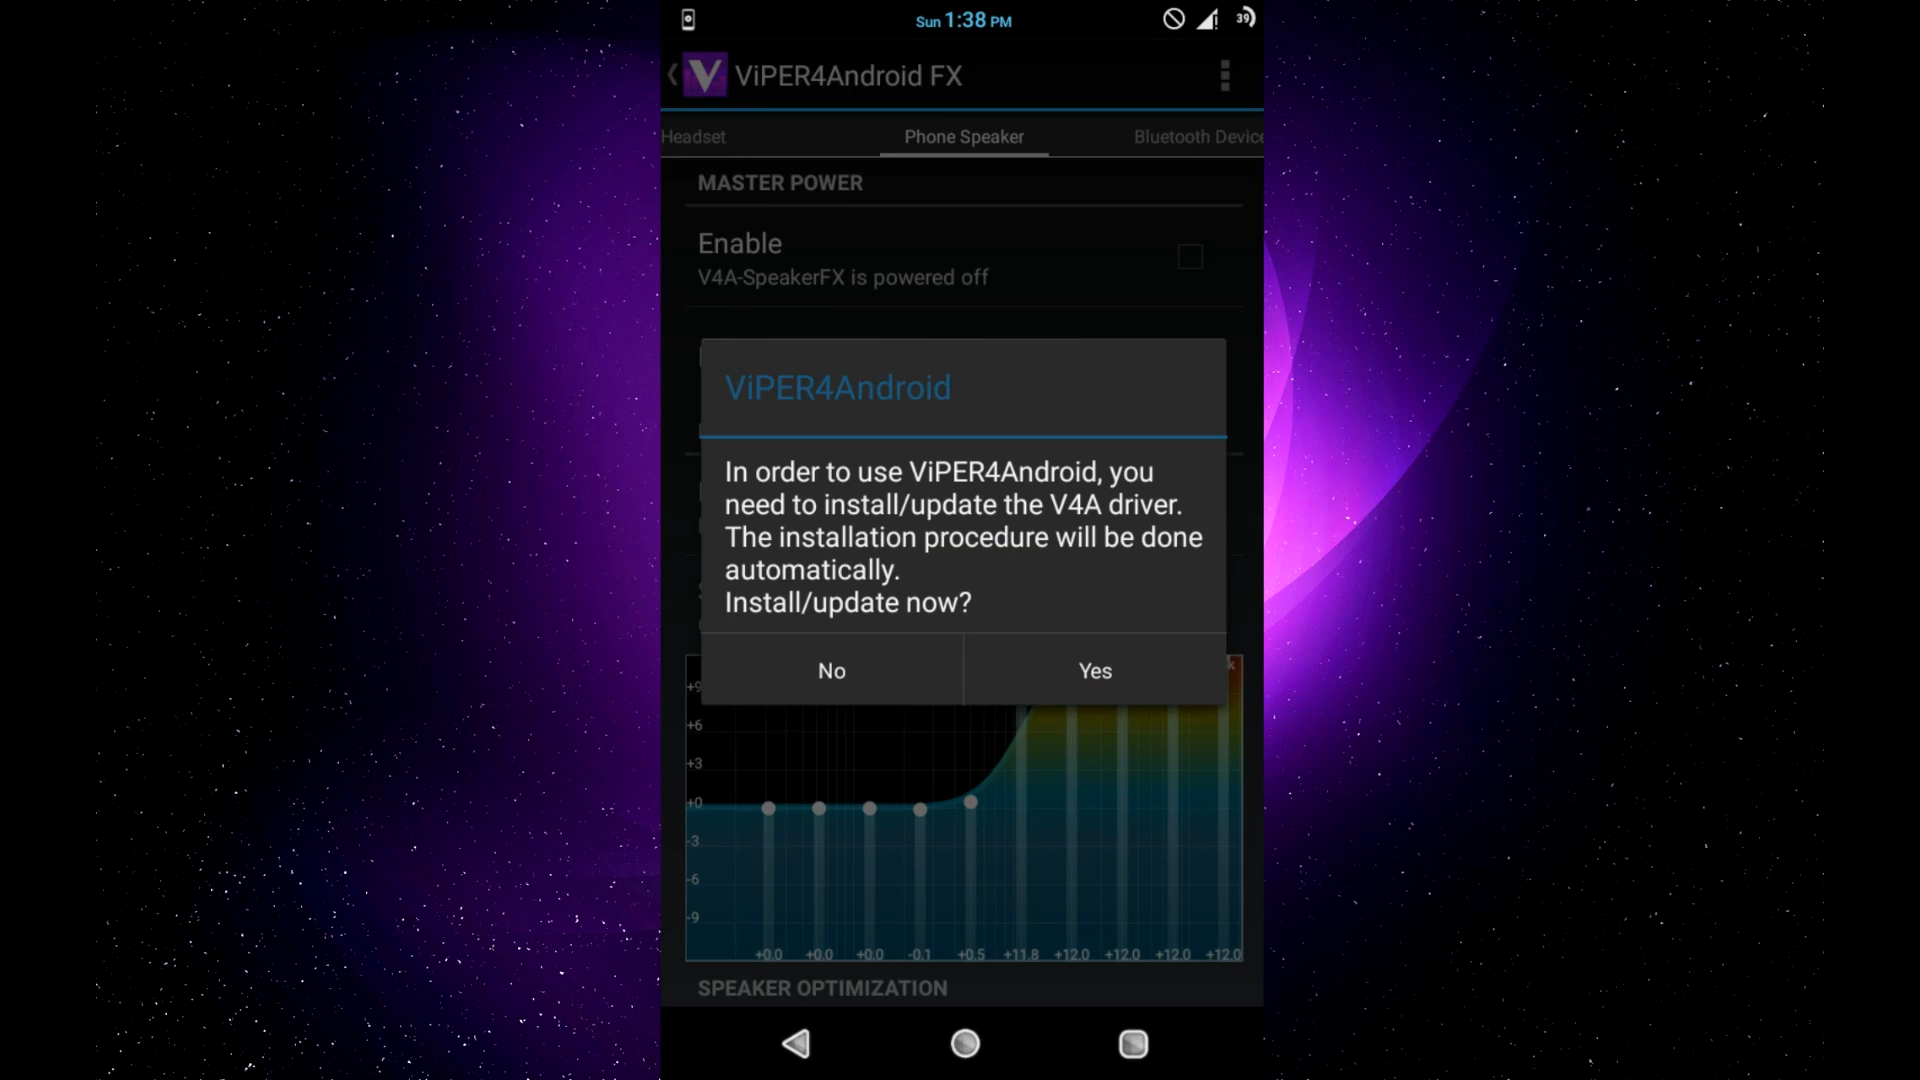 Sun 1:38 PM
39
ViPER4Android FX
Headset
Phone Speaker
Bluetooth Device
MASTER POWER
Enable
V4A-SpeakerFX is powered off
ViPER4Android
In order to use ViPER4Android, you
need to install/update the V4A driver.
The installation procedure will be done
automatically.
Install/update now?
No
Yes
k
+9
+6
+3
+0
-3
-6
-9
+0.0 +0.0 +0.0 -0.1 +0.5 +11.8 +12.0 +12.0 +12.0 +12.0
SPEAKER OPTIMIZATION